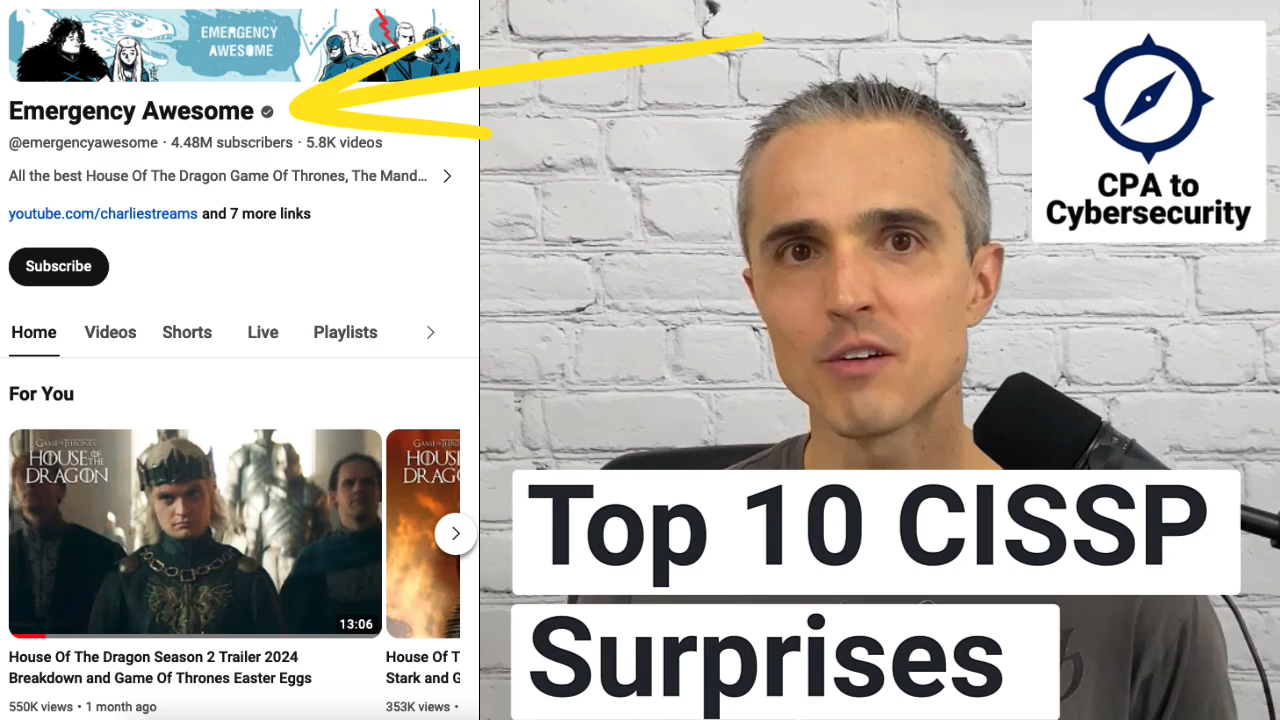 EMERGENCY
AWESOME
Emergency Awesome
@emergencyawesome · 4.48M subscribers · 5.8K videos
All the best House Of The Dragon Game Of Thrones, The Mand...
youtube.com/charliestreams and 7 more links
Subscribe
Home Videos Shorts Live Playlists
For You
GAME OF THRONES
HOUSE OF THE
DRAGON
13:06
HOUS
DRAG
House Of The Dragon Season 2 Trailer 2024
Breakdown and Game Of Thrones Easter Eggs
550K views • 1 month ago
House Of T
Stark and G
353K views •
CPA to
Cybersecurity
Top 10 CISSP
Surprises